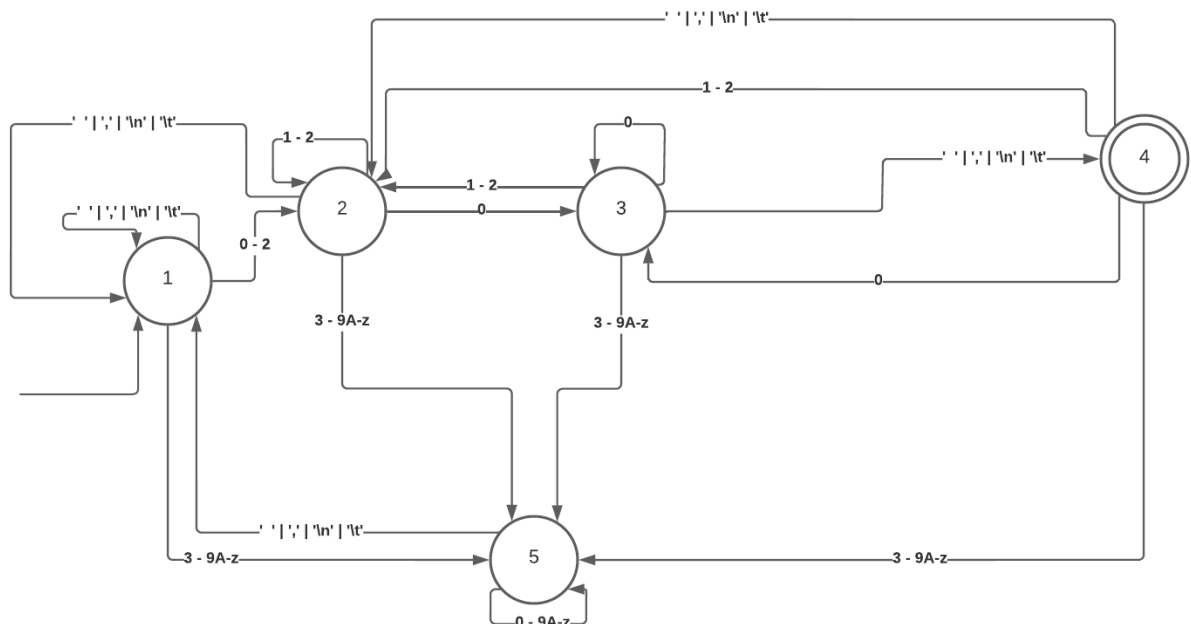 ' ' | ',' | '\n' | '\t'
1 - 2
' ' | ',' | '\n' | '\t'
1 - 2
0
' ' | ',' | '\n' | '\t'
4
1 - 2
2
3
' ' | ',' | '\n' | '\t'
0
0 - 2
1
0
3 - 9A-z
3 - 9A-z
' ' | ',' | '\n' | '\t'
3 - 9A-z
5
3 - 9A-z
0 - 9A-z